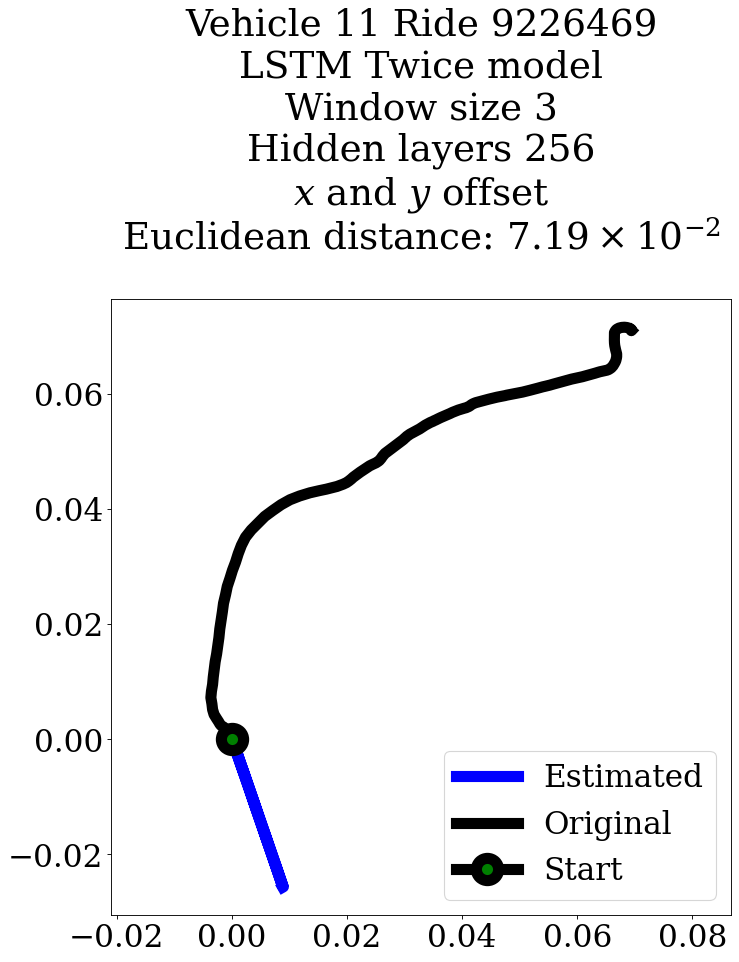 Vehicle 11 Ride 9226469
LSTM Twice model
Window size 3
Hidden layers 256
x and y offset
Euclidean distance: 7.19 × 10⁻²
0.06
0.04
0.02
0.00
−0.02
Estimated
Original
Start
−0.02 0.00 0.02 0.04 0.06 0.08